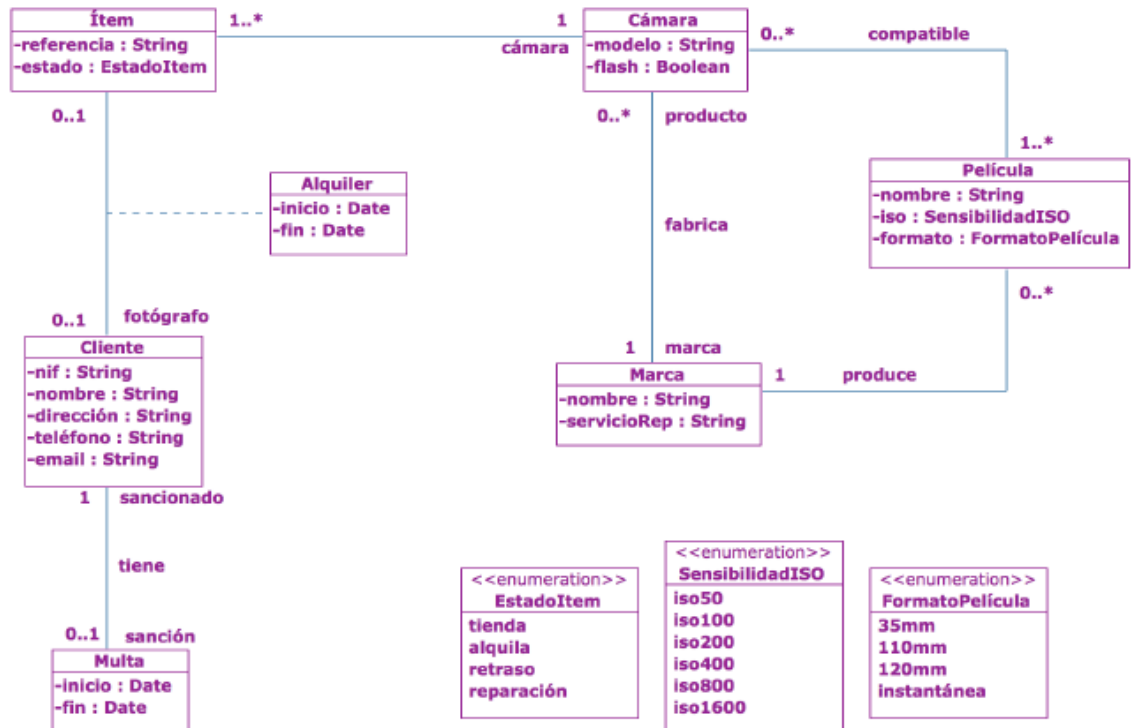 Ítem
-referencia : String
-estado : EstadoItem
1..*
1
cámara
Cámara
-modelo : String
-flash : Boolean
0..*
compatible
0..1
0..*
producto
1..*
Película
-nombre : String
-iso : SensibilidadISO
-formato : FormatoPelícula
Alquiler
-inicio : Date
-fin : Date
fabrica
0..*
0..1
fotógrafo
Cliente
-nif : String
-nombre : String
-dirección : String
-teléfono : String
-email : String
1
marca
Marca
-nombre : String
-servicioRep : String
1
produce
1
sancionado
tiene
0..1
sanción
Multa
-inicio : Date
-fin : Date
<<enumeration>>
EstadoItem
tienda
alquila
retraso
reparación
<<enumeration>>
SensibilidadISO
iso50
iso100
iso200
iso400
iso800
iso1600
<<enumeration>>
FormatoPelícula
35mm
110mm
120mm
instantánea